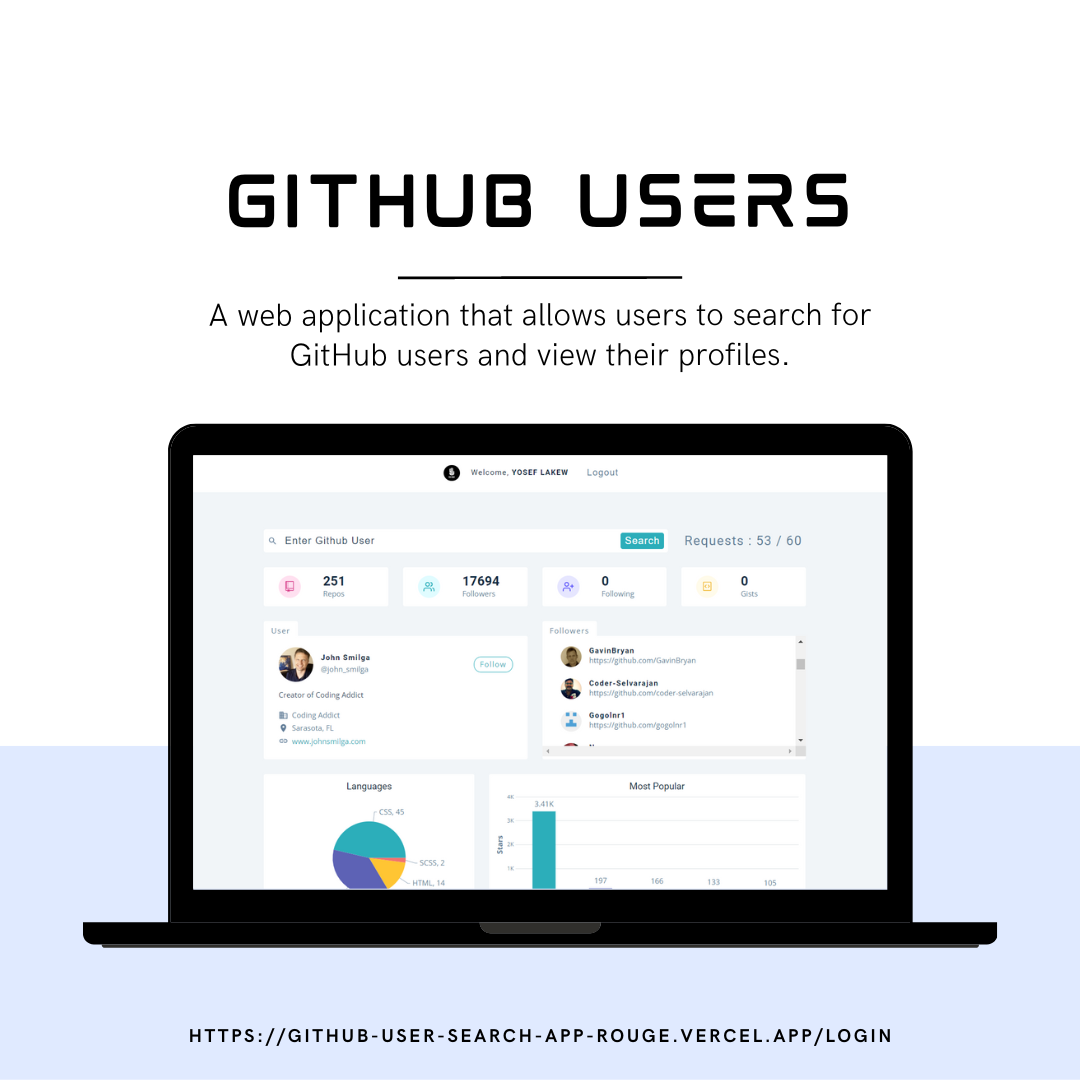 GITHUB USERS
A web application that allows users to search for
GitHub users and view their profiles.
Welcome, YOSEF LAKEW Logout
Enter Github User Search Requests : 53 / 60
251 17694 0 0
Repos Followers Following Gists
User Followers
John Smilga
@john_smilga
Follow
Creator of Coding Addict
Coding Addict
Sarasota, FL
www.johnsmilga.com
GavinBryan
https://github.com/GavinBryan
Coder-Selvarajan
https://github.com/coder-selvarajan
Gogolnr1
https://github.com/gogolnr1
Languages
CSS, 45
SCSS, 2
HTML, 14
Most Popular
Stars
4K
3K
2K
1K
3.41K
197 166 133 105
HTTPS://GITHUB-USER-SEARCH-APP-ROUGE.VERCEL.APP/LOGIN